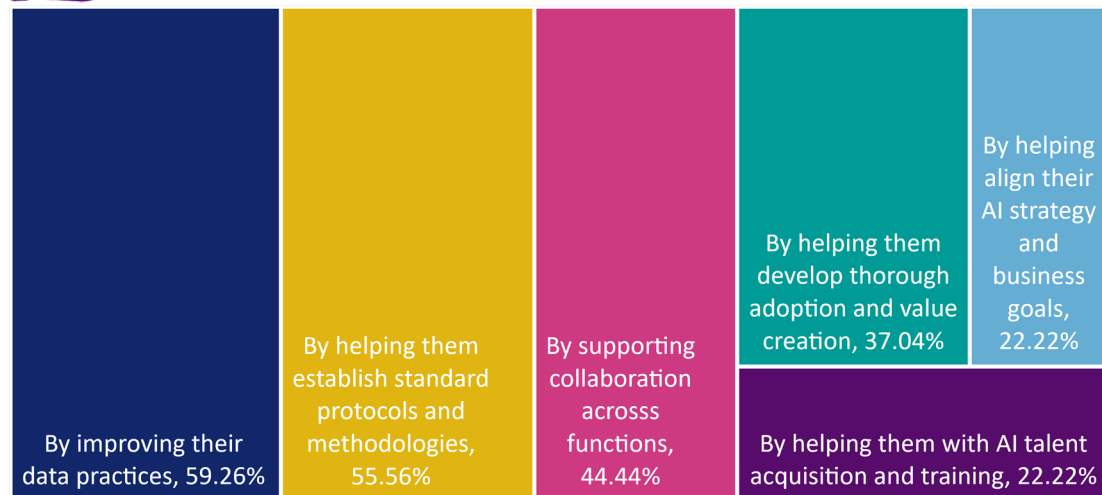 By improving their
data practices, 59.26%
By helping them
establish standard
protocols and
methodologies,
55.56%
By supporting
collaboration
acrosss
functions,
44.44%
By helping them
develop thorough
adoption and value
creation, 37.04%
By helping
align their
AI strategy
and
business
goals,
22.22%
By helping them with AI talent
acquisition and training, 22.22%